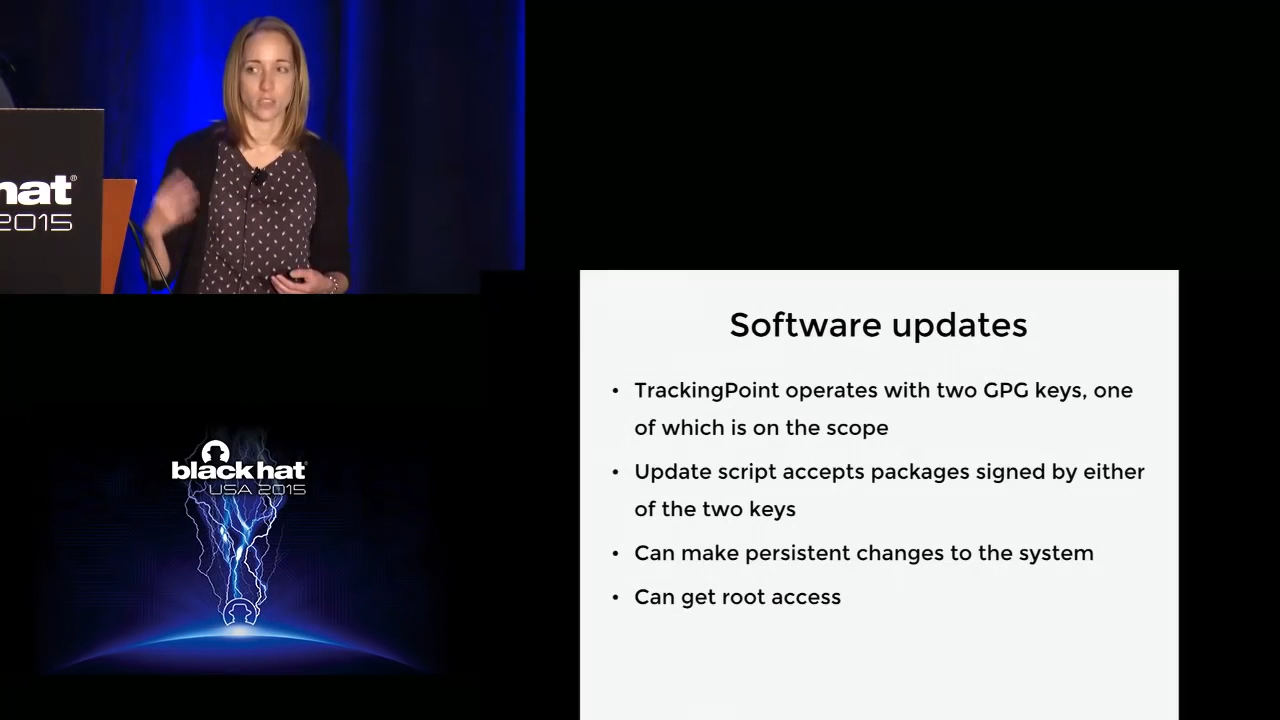 hat
2015
black hat
USA 2015
Software updates
• TrackingPoint operates with two GPG keys, one
of which is on the scope
• Update script accepts packages signed by either
of the two keys
• Can make persistent changes to the system
• Can get root access